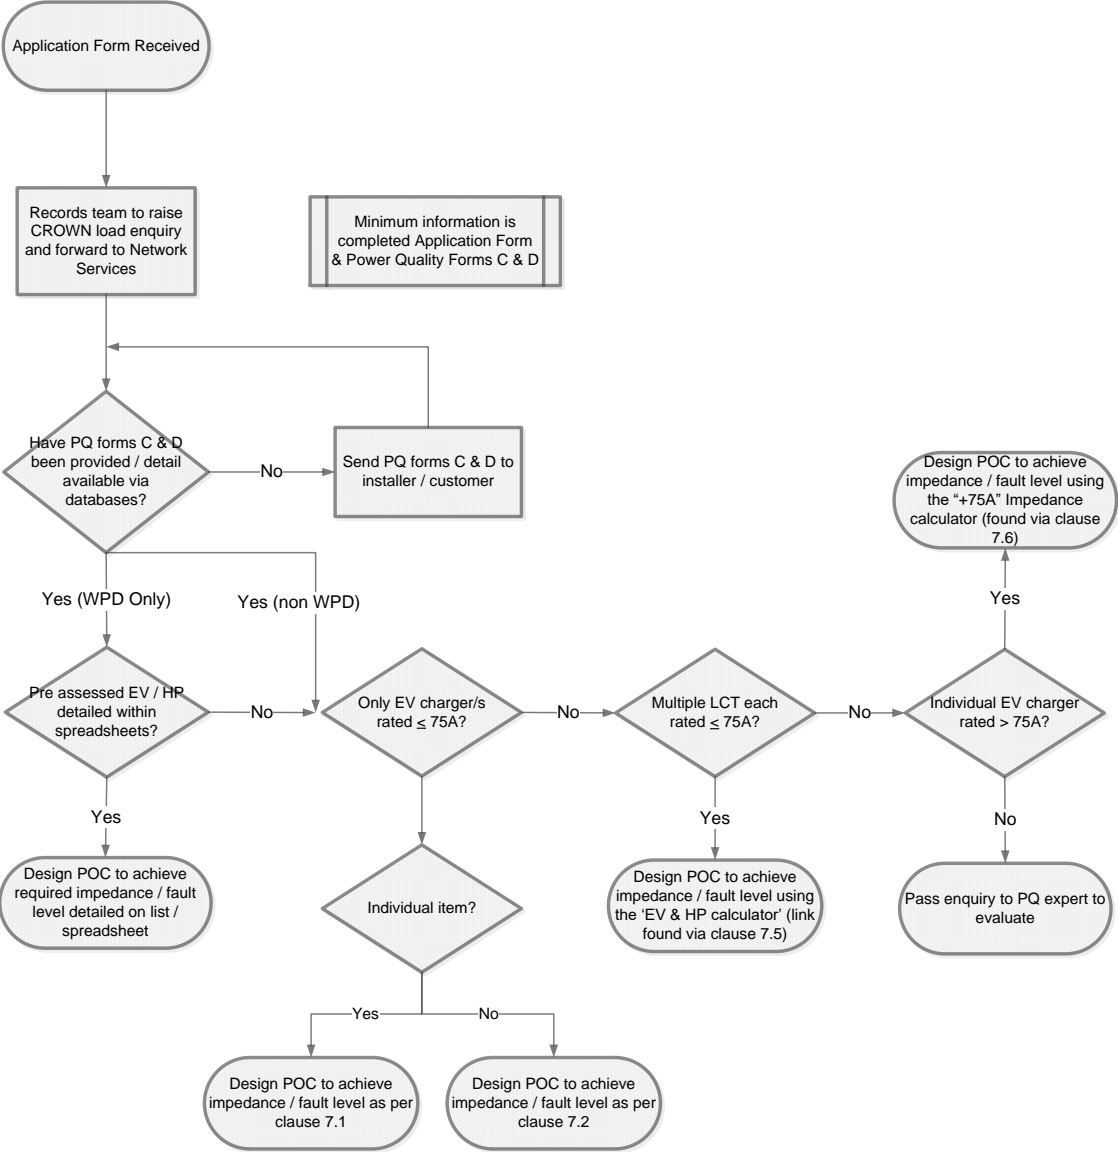 Application Form Received
Records team to raise
CROWN load enquiry
and forward to Network
Services
Minimum information is
completed Application Form
& Power Quality Forms C & D
Have PQ forms C & D
been provided / detail
available via
databases?
No
Send PQ forms C & D to
installer / customer
Design POC to achieve
impedance / fault level using
the “+75A” Impedance
calculator (found via clause
7.6)
Yes (WPD Only)
Yes (non WPD)
Yes
Pre assessed EV / HP
detailed within
spreadsheets?
No
Only EV charger/s
rated ≤ 75A?
No
Multiple LCT each
rated ≤ 75A?
No
Individual EV charger
rated > 75A?
Yes
Yes
No
Design POC to achieve
required impedance / fault
level detailed on list /
spreadsheet
Individual item?
Design POC to achieve
impedance / fault level using
the ‘EV & HP calculator’ (link
found via clause 7.5)
Pass enquiry to PQ expert to
evaluate
Yes
No
Design POC to achieve
impedance / fault level as per
clause 7.1
Design POC to achieve
impedance / fault level as per
clause 7.2